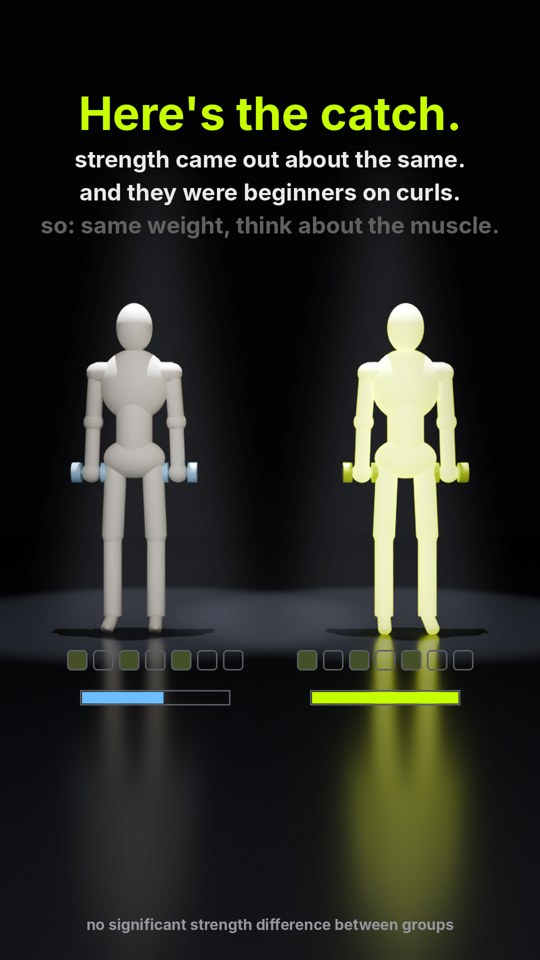 Here's the catch.
strength came out about the same.
and they were beginners on curls.
so: same weight, think about the muscle.
no significant strength difference between groups